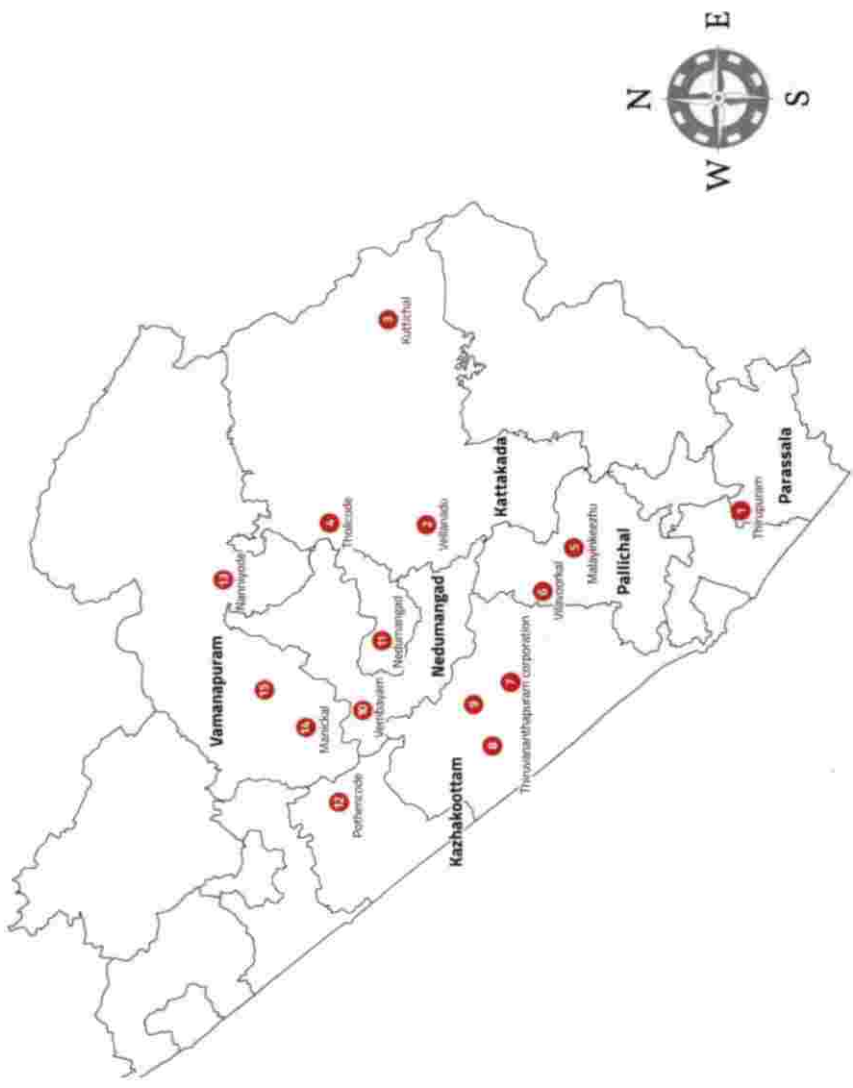 13
Nanniyode
Vamanapuram
15
14
Manickal
4
Tholicode
3
Kuttichal
12
Pothencode
10
Vembayam
11
Nedumangad
2
Vellanadu
Nedumangad
Kattakada
Kazhakoottam
9
8
7
Thiruvananthapuram corporation
6
Vilavoorkal
5
Malayinkeezhu
Pallichal
1
Thirupuram
Parassala
N
W
E
S